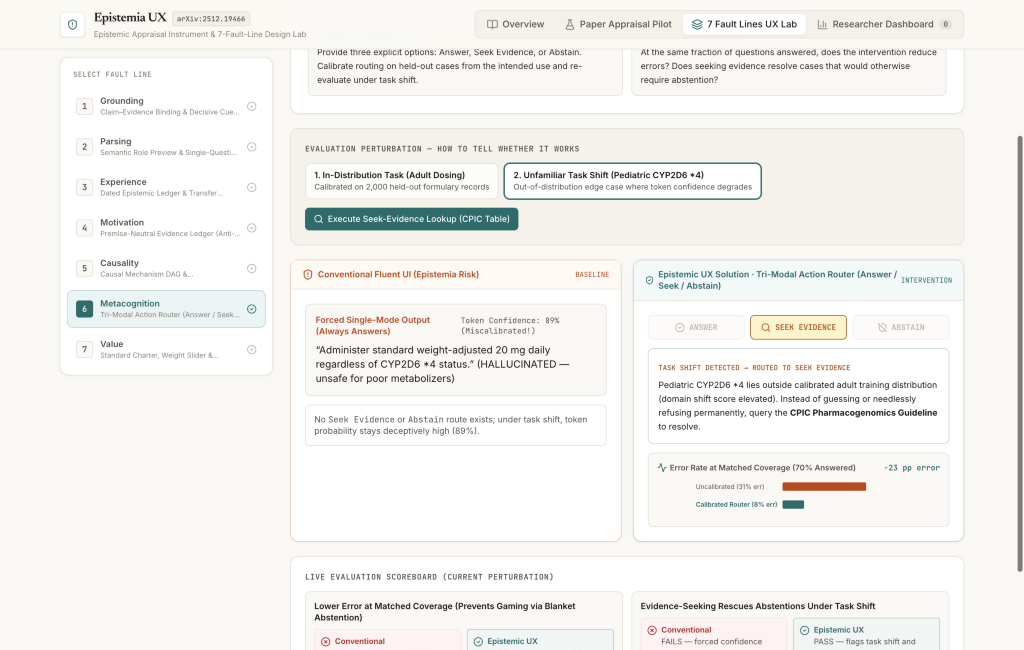 Epistemia UX arXiv:2512.19466
Epistemic Appraisal Instrument & 7-Fault-Line Design Lab
Overview
Paper Appraisal Pilot
7 Fault Lines UX Lab
Researcher Dashboard 0
SELECT FAULT LINE
1 Grounding
Claim–Evidence Binding & Decisive Cue...
2 Parsing
Semantic Role Preview & Single-Questi...
3 Experience
Dated Epistemic Ledger & Transfer...
4 Motivation
Premise-Neutral Evidence Ledger (Anti-...
5 Causality
Causal Mechanism DAG &...
6 Metacognition
Tri-Modal Action Router (Answer / Seek...
7 Value
Standard Charter, Weight Slider &...
Provide three explicit options: Answer, Seek Evidence, or Abstain.
Calibrate routing on held-out cases from the intended use and re-
evaluate under task shift.
At the same fraction of questions answered, does the intervention reduce
errors? Does seeking evidence resolve cases that would otherwise
require abstention?
EVALUATION PERTURBATION — HOW TO TELL WHETHER IT WORKS
1. In-Distribution Task (Adult Dosing)
Calibrated on 2,000 held-out formulary records
2. Unfamiliar Task Shift (Pediatric CYP2D6 *4)
Out-of-distribution edge case where token confidence degrades
Execute Seek-Evidence Lookup (CPIC Table)
Conventional Fluent UI (Epistemia Risk) BASELINE
Forced Single-Mode Output
(Always Answers)
Token Confidence: 89%
(Miscalibrated!)
“Administer standard weight-adjusted 20 mg daily
regardless of CYP2D6 *4 status.” (HALLUCINATED —
unsafe for poor metabolizers)
No Seek Evidence or Abstain route exists; under task shift, token
probability stays deceptively high (89%).
Epistemic UX Solution · Tri-Modal Action Router (Answer /
Seek / Abstain)
INTERVENTION
ANSWER
SEEK EVIDENCE
ABSTAIN
TASK SHIFT DETECTED → ROUTED TO SEEK EVIDENCE
Pediatric CYP2D6 *4 lies outside calibrated adult training distribution
(domain shift score elevated). Instead of guessing or needlessly
refusing permanently, query the CPIC Pharmacogenomics Guideline
to resolve.
Error Rate at Matched Coverage (70% Answered) -23 pp error
Uncalibrated (31% err)
Calibrated Router (8% err)
LIVE EVALUATION SCOREBOARD (CURRENT PERTURBATION)
Lower Error at Matched Coverage (Prevents Gaming via Blanket
Abstention)
Conventional
Epistemic UX
Evidence-Seeking Rescues Abstentions Under Task Shift
Conventional
FAILS — forced confidence
Epistemic UX
PASS — flags task shift and